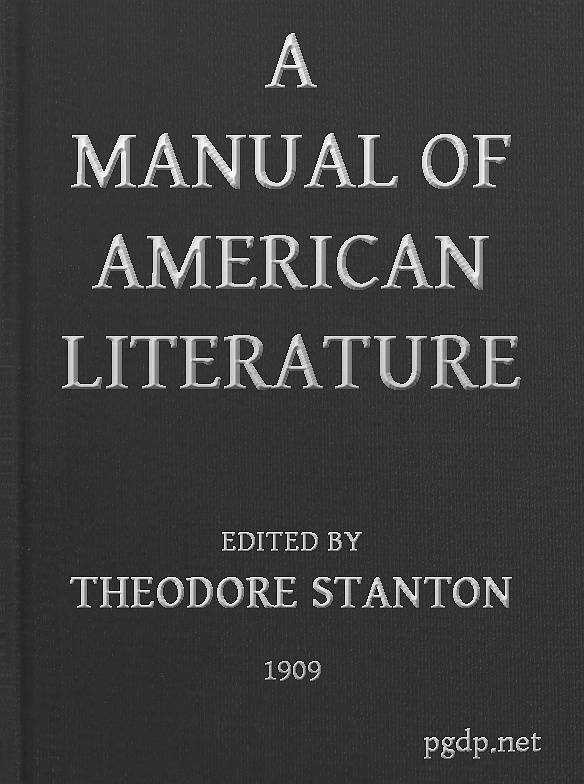 A
MANUAL OF
AMERICAN
LITERATURE
EDITED BY
THEODORE STANTON
1909
pgdp.net